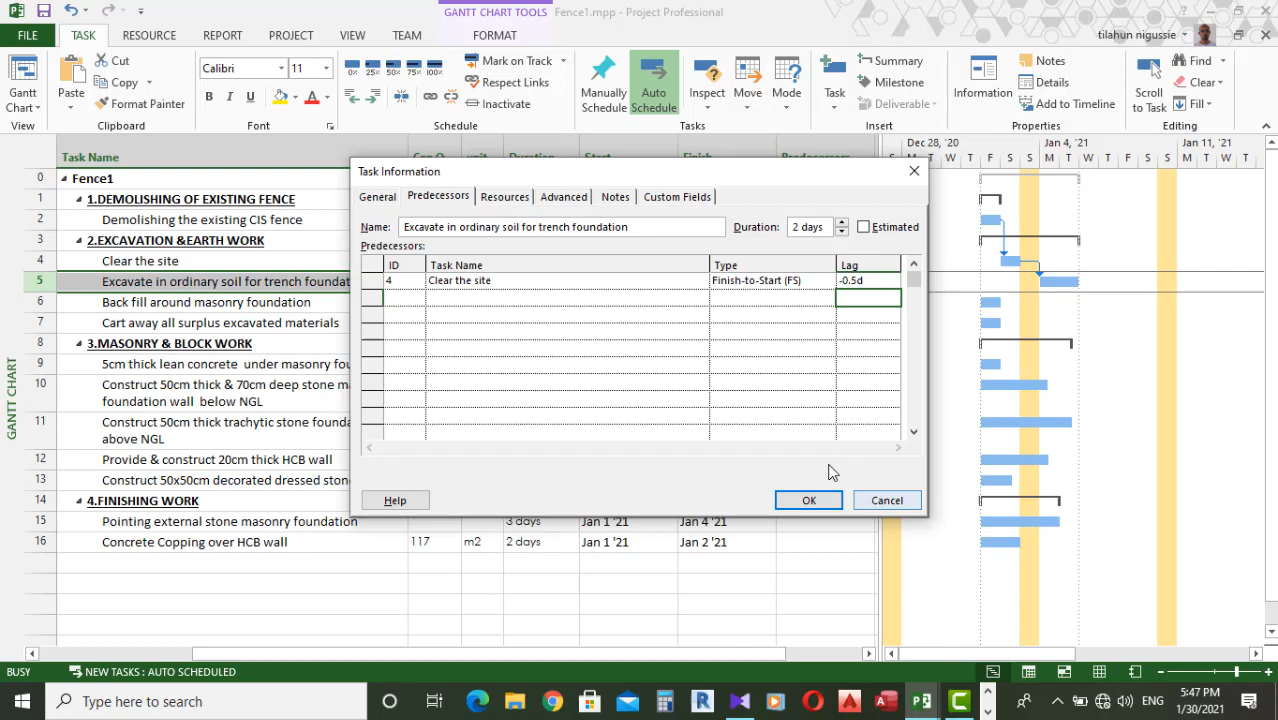 GANTT CHART TOOLS
Fence1.mpp - Project Professional
FILE TASK RESOURCE REPORT PROJECT VIEW TEAM FORMAT
tilahun nigussie
Gantt Chart
View
Paste
Cut
Copy
Format Painter
Clipboard
Calibri 11
B I U
Font
0% 25% 50% 75% 100%
Mark on Track
Respect Links
Inactivate
Schedule
Manually Schedule
Auto Schedule
Inspect
Move
Mode
Tasks
Task
Summary
Milestone
Deliverable
Insert
Information
Notes
Details
Add to Timeline
Properties
Scroll to Task
Find
Clear
Fill
Editing
Task Name
Duration Start Finish Predecessors
Dec 28, '20 Jan 4, '21 Jan 11, '21
S T W F S S M T W F S S M T W T
GANTT CHART
0 Fence1
1 1.DEMOLISHING OF EXISTING FENCE
2 Demolishing the existing CIS fence
3 2.EXCAVATION &EARTH WORK
4 Clear the site
5 Excavate in ordinary soil for trench foundat
6 Back fill around masonry foundation
7 Cart away all surplus excavated materials
8 3.MASONRY & BLOCK WORK
9 5cm thick lean concrete under masonry fou
10 Construct 50cm thick & 70cm deep stone ma
foundation wall below NGL
11 Construct 50cm thick trachytic stone founda
above NGL
12 Provide & construct 20cm thick HCB wall
13 Construct 50x50cm decorated dressed ston
14 4.FINISHING WORK
15 Pointing external stone masonry foundation 3 days Jan 1 '21 Jan 4 '21
16 Concrete Copping over HCB wall 117 m2 2 days Jan 1 '21 Jan 2 '21
Task Information
General Predecessors Resources Advanced Notes Custom Fields
Name: Excavate in ordinary soil for trench foundation Duration: 2 days Estimated
Predecessors:
ID Task Name Type Lag
4 Clear the site Finish-to-Start (FS) -0.5d
Help OK Cancel
BUSY NEW TASKS : AUTO SCHEDULED
Type here to search
ENG
5:47 PM
1/30/2021